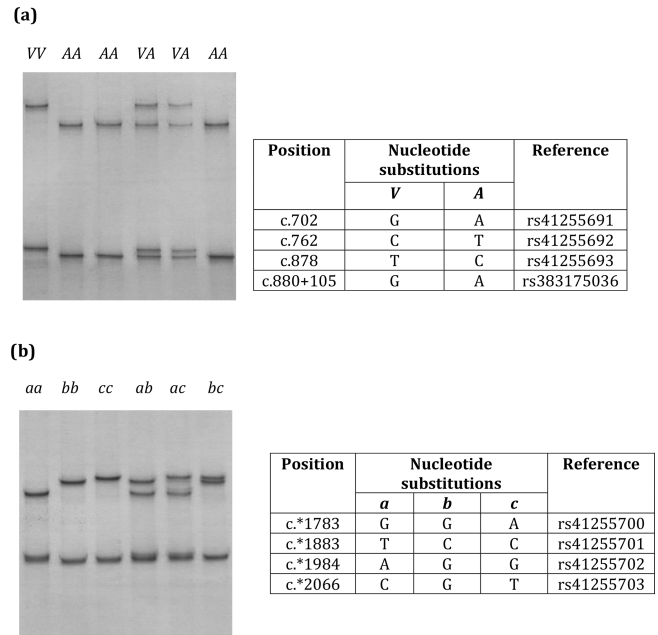 (a)
VV AA AA VA VA AA
Position Nucleotide substitutions Reference
V A
c.702 G A rs41255691
c.762 C T rs41255692
c.878 T C rs41255693
c.880+105 G A rs383175036
(b)
aa bb cc ab ac bc
Position Nucleotide substitutions Reference
a b c
c.*1783 G G A rs41255700
c.*1883 T C C rs41255701
c.*1984 A G G rs41255702
c.*2066 C G T rs41255703